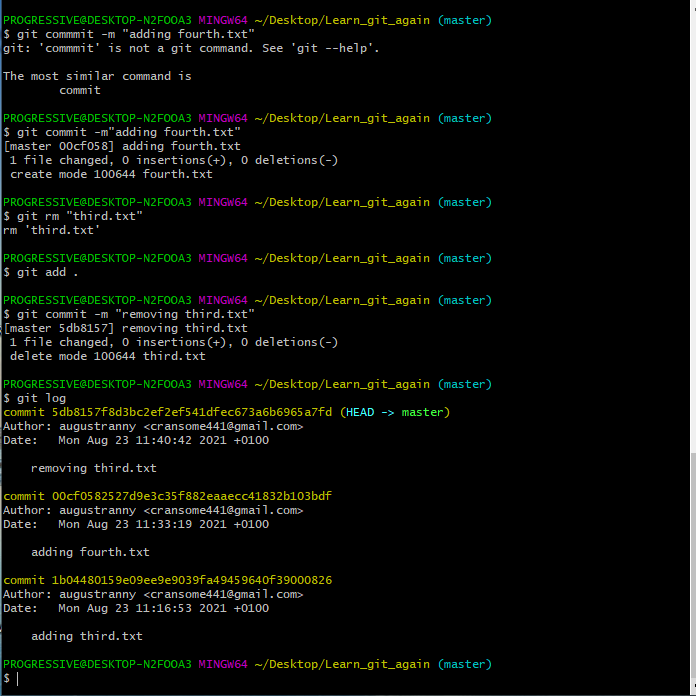 PROGRESSIVE@DESKTOP-N2FOOA3 MINGW64 ~/Desktop/Learn_git_again (master)
$ git commmit -m "adding fourth.txt"
git: 'commmit' is not a git command. See 'git --help'.
The most similar command is
commit
PROGRESSIVE@DESKTOP-N2FOOA3 MINGW64 ~/Desktop/Learn_git_again (master)
$ git commit -m"adding fourth.txt"
[master 00cf058] adding fourth.txt
1 file changed, 0 insertions(+), 0 deletions(-)
create mode 100644 fourth.txt
PROGRESSIVE@DESKTOP-N2FOOA3 MINGW64 ~/Desktop/Learn_git_again (master)
$ git rm "third.txt"
rm 'third.txt'
PROGRESSIVE@DESKTOP-N2FOOA3 MINGW64 ~/Desktop/Learn_git_again (master)
$ git add .
PROGRESSIVE@DESKTOP-N2FOOA3 MINGW64 ~/Desktop/Learn_git_again (master)
$ git commit -m "removing third.txt"
[master 5db8157] removing third.txt
1 file changed, 0 insertions(+), 0 deletions(-)
delete mode 100644 third.txt
PROGRESSIVE@DESKTOP-N2FOOA3 MINGW64 ~/Desktop/Learn_git_again (master)
$ git log
commit 5db8157f8d3bc2ef2ef541dfec673a6b6965a7fd (HEAD -> master)
Author: augustranny <cransome441@gmail.com>
Date:   Mon Aug 23 11:40:42 2021 +0100
removing third.txt
commit 00cf0582527d9e3c35f882eaaecc41832b103bdf
Author: augustranny <cransome441@gmail.com>
Date:   Mon Aug 23 11:33:19 2021 +0100
adding fourth.txt
commit 1b04480159e09ee9e9039fa49459640f39000826
Author: augustranny <cransome441@gmail.com>
Date:   Mon Aug 23 11:16:53 2021 +0100
adding third.txt
PROGRESSIVE@DESKTOP-N2FOOA3 MINGW64 ~/Desktop/Learn_git_again (master)
$